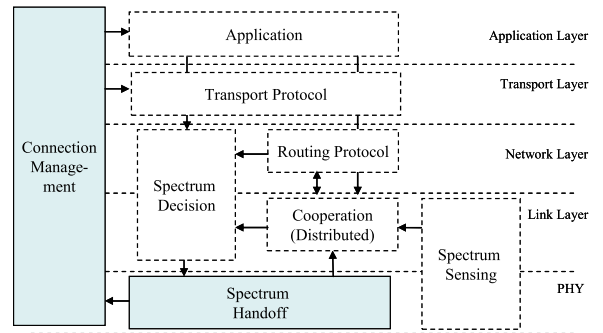 Application
Application Layer
Transport Protocol
Transport Layer
Connection
Manage-
ment
Spectrum
Decision
Routing Protocol
Network Layer
Cooperation
(Distributed)
Link Layer
Spectrum
Sensing
Spectrum
Handoff
PHY